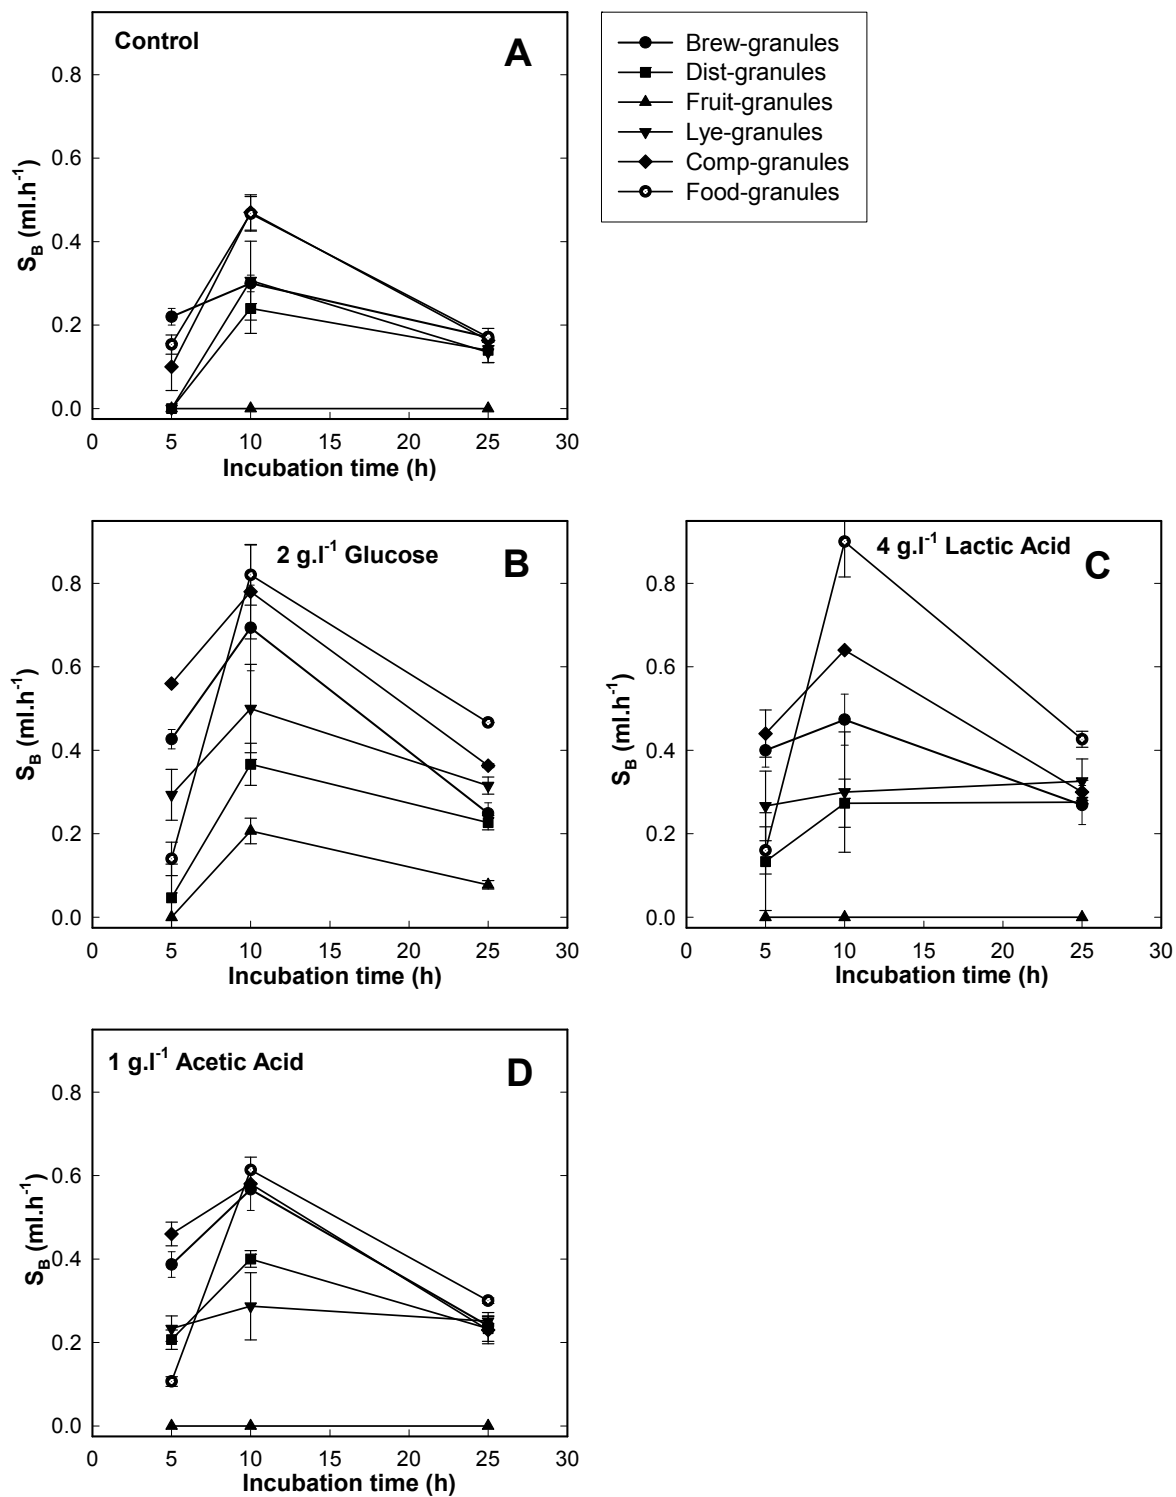 Control
A
0.8
0.6
0.4
0.2
0.0
S_B (ml.h⁻¹)
0 5 10 15 20 25 30
Incubation time (h)
Brew-granules
Dist-granules
Fruit-granules
Lye-granules
Comp-granules
Food-granules
2 g.l⁻¹ Glucose
B
0.8
0.6
0.4
0.2
0.0
S_B (ml.h⁻¹)
0 5 10 15 20 25 30
Incubation time (h)
4 g.l⁻¹ Lactic Acid
C
0.8
0.6
0.4
0.2
0.0
S_B (ml.h⁻¹)
0 5 10 15 20 25 30
Incubation time (h)
1 g.l⁻¹ Acetic Acid
D
0.8
0.6
0.4
0.2
0.0
S_B (ml.h⁻¹)
0 5 10 15 20 25 30
Incubation time (h)